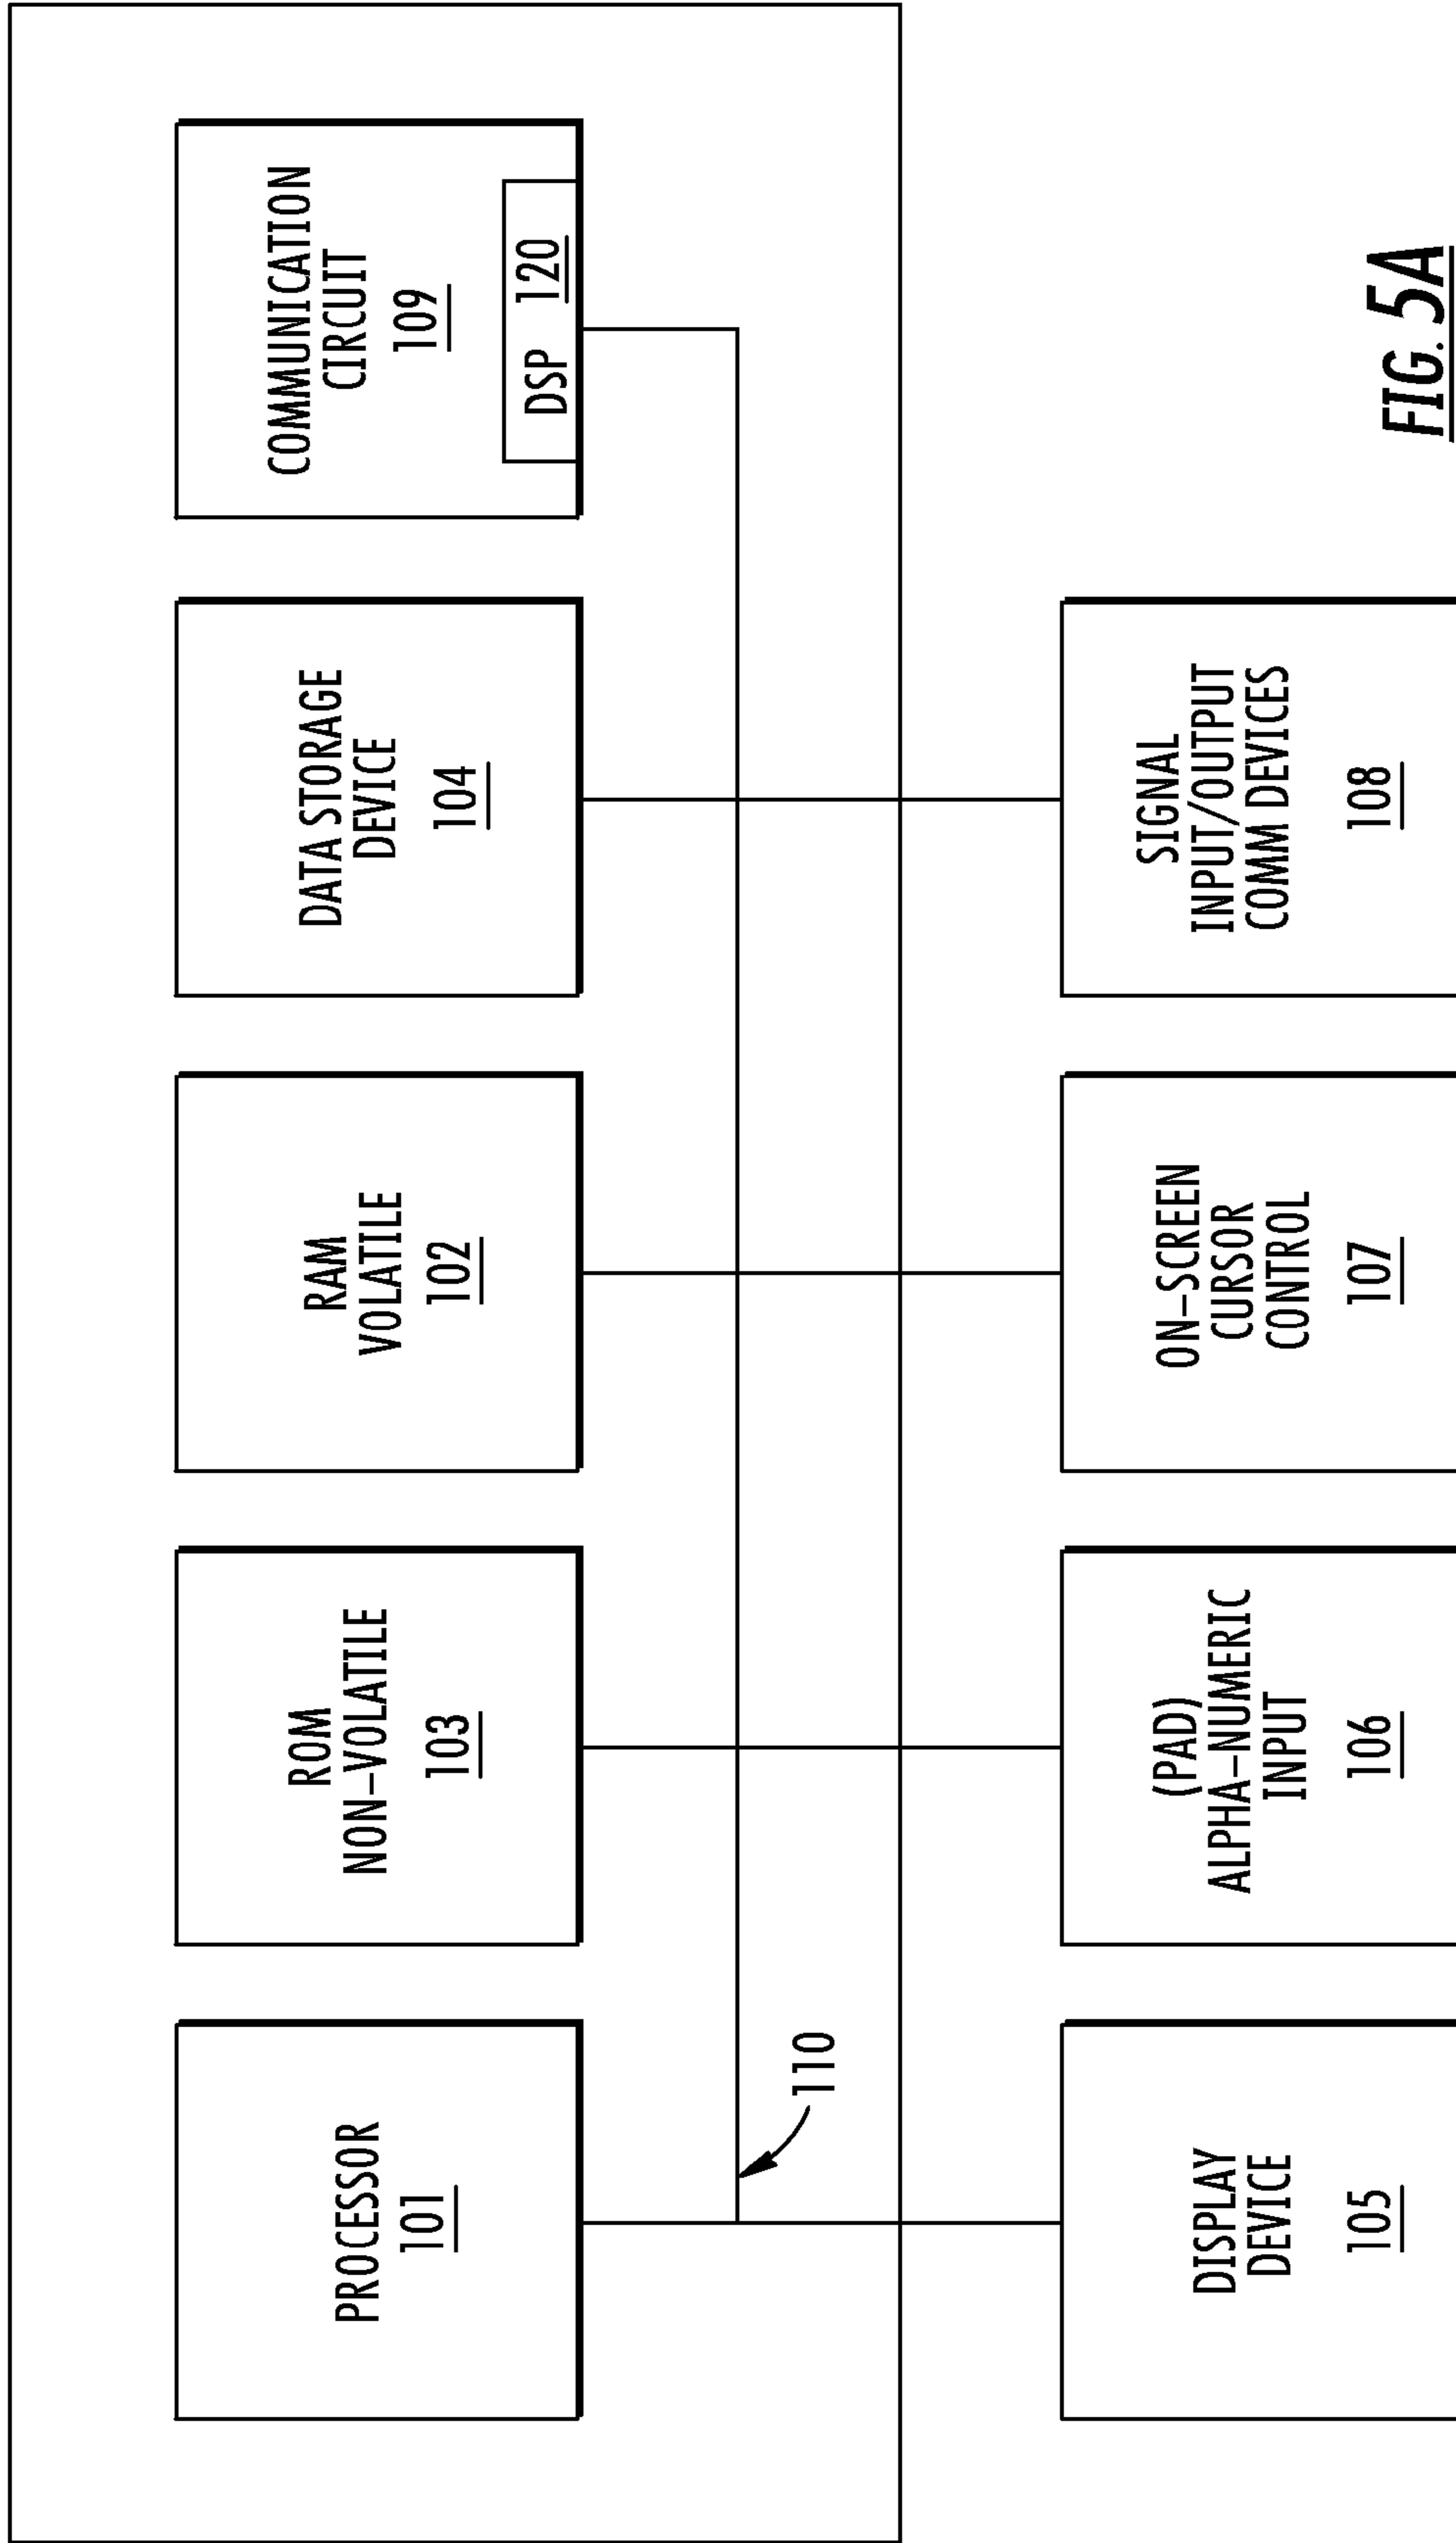 PROCESSOR
101
ROM
NON-VOLATILE
103
RAM
VOLATILE
102
DATA STORAGE
DEVICE
104
COMMUNICATION
CIRCUIT
109
DSP 120
110
DISPLAY
DEVICE
105
(PAD)
ALPHA-NUMERIC
INPUT
106
ON-SCREEN
CURSOR
CONTROL
107
SIGNAL
INPUT/OUTPUT
COMM DEVICES
108
FIG. 5A